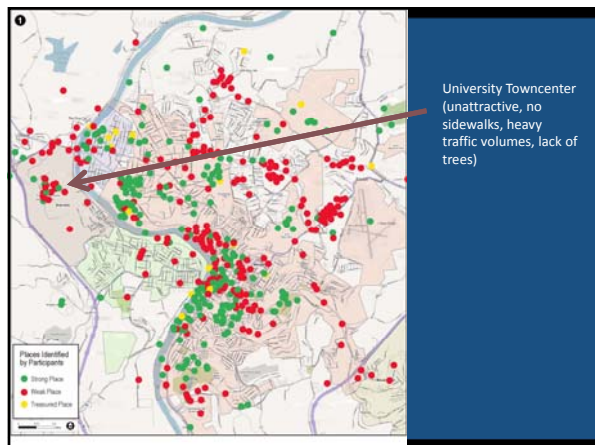 1
University Towncenter
(unattractive, no
sidewalks, heavy
traffic volumes, lack of
trees)
Places Identified
by Participants
Strong Place
Weak Place
Treasured Place